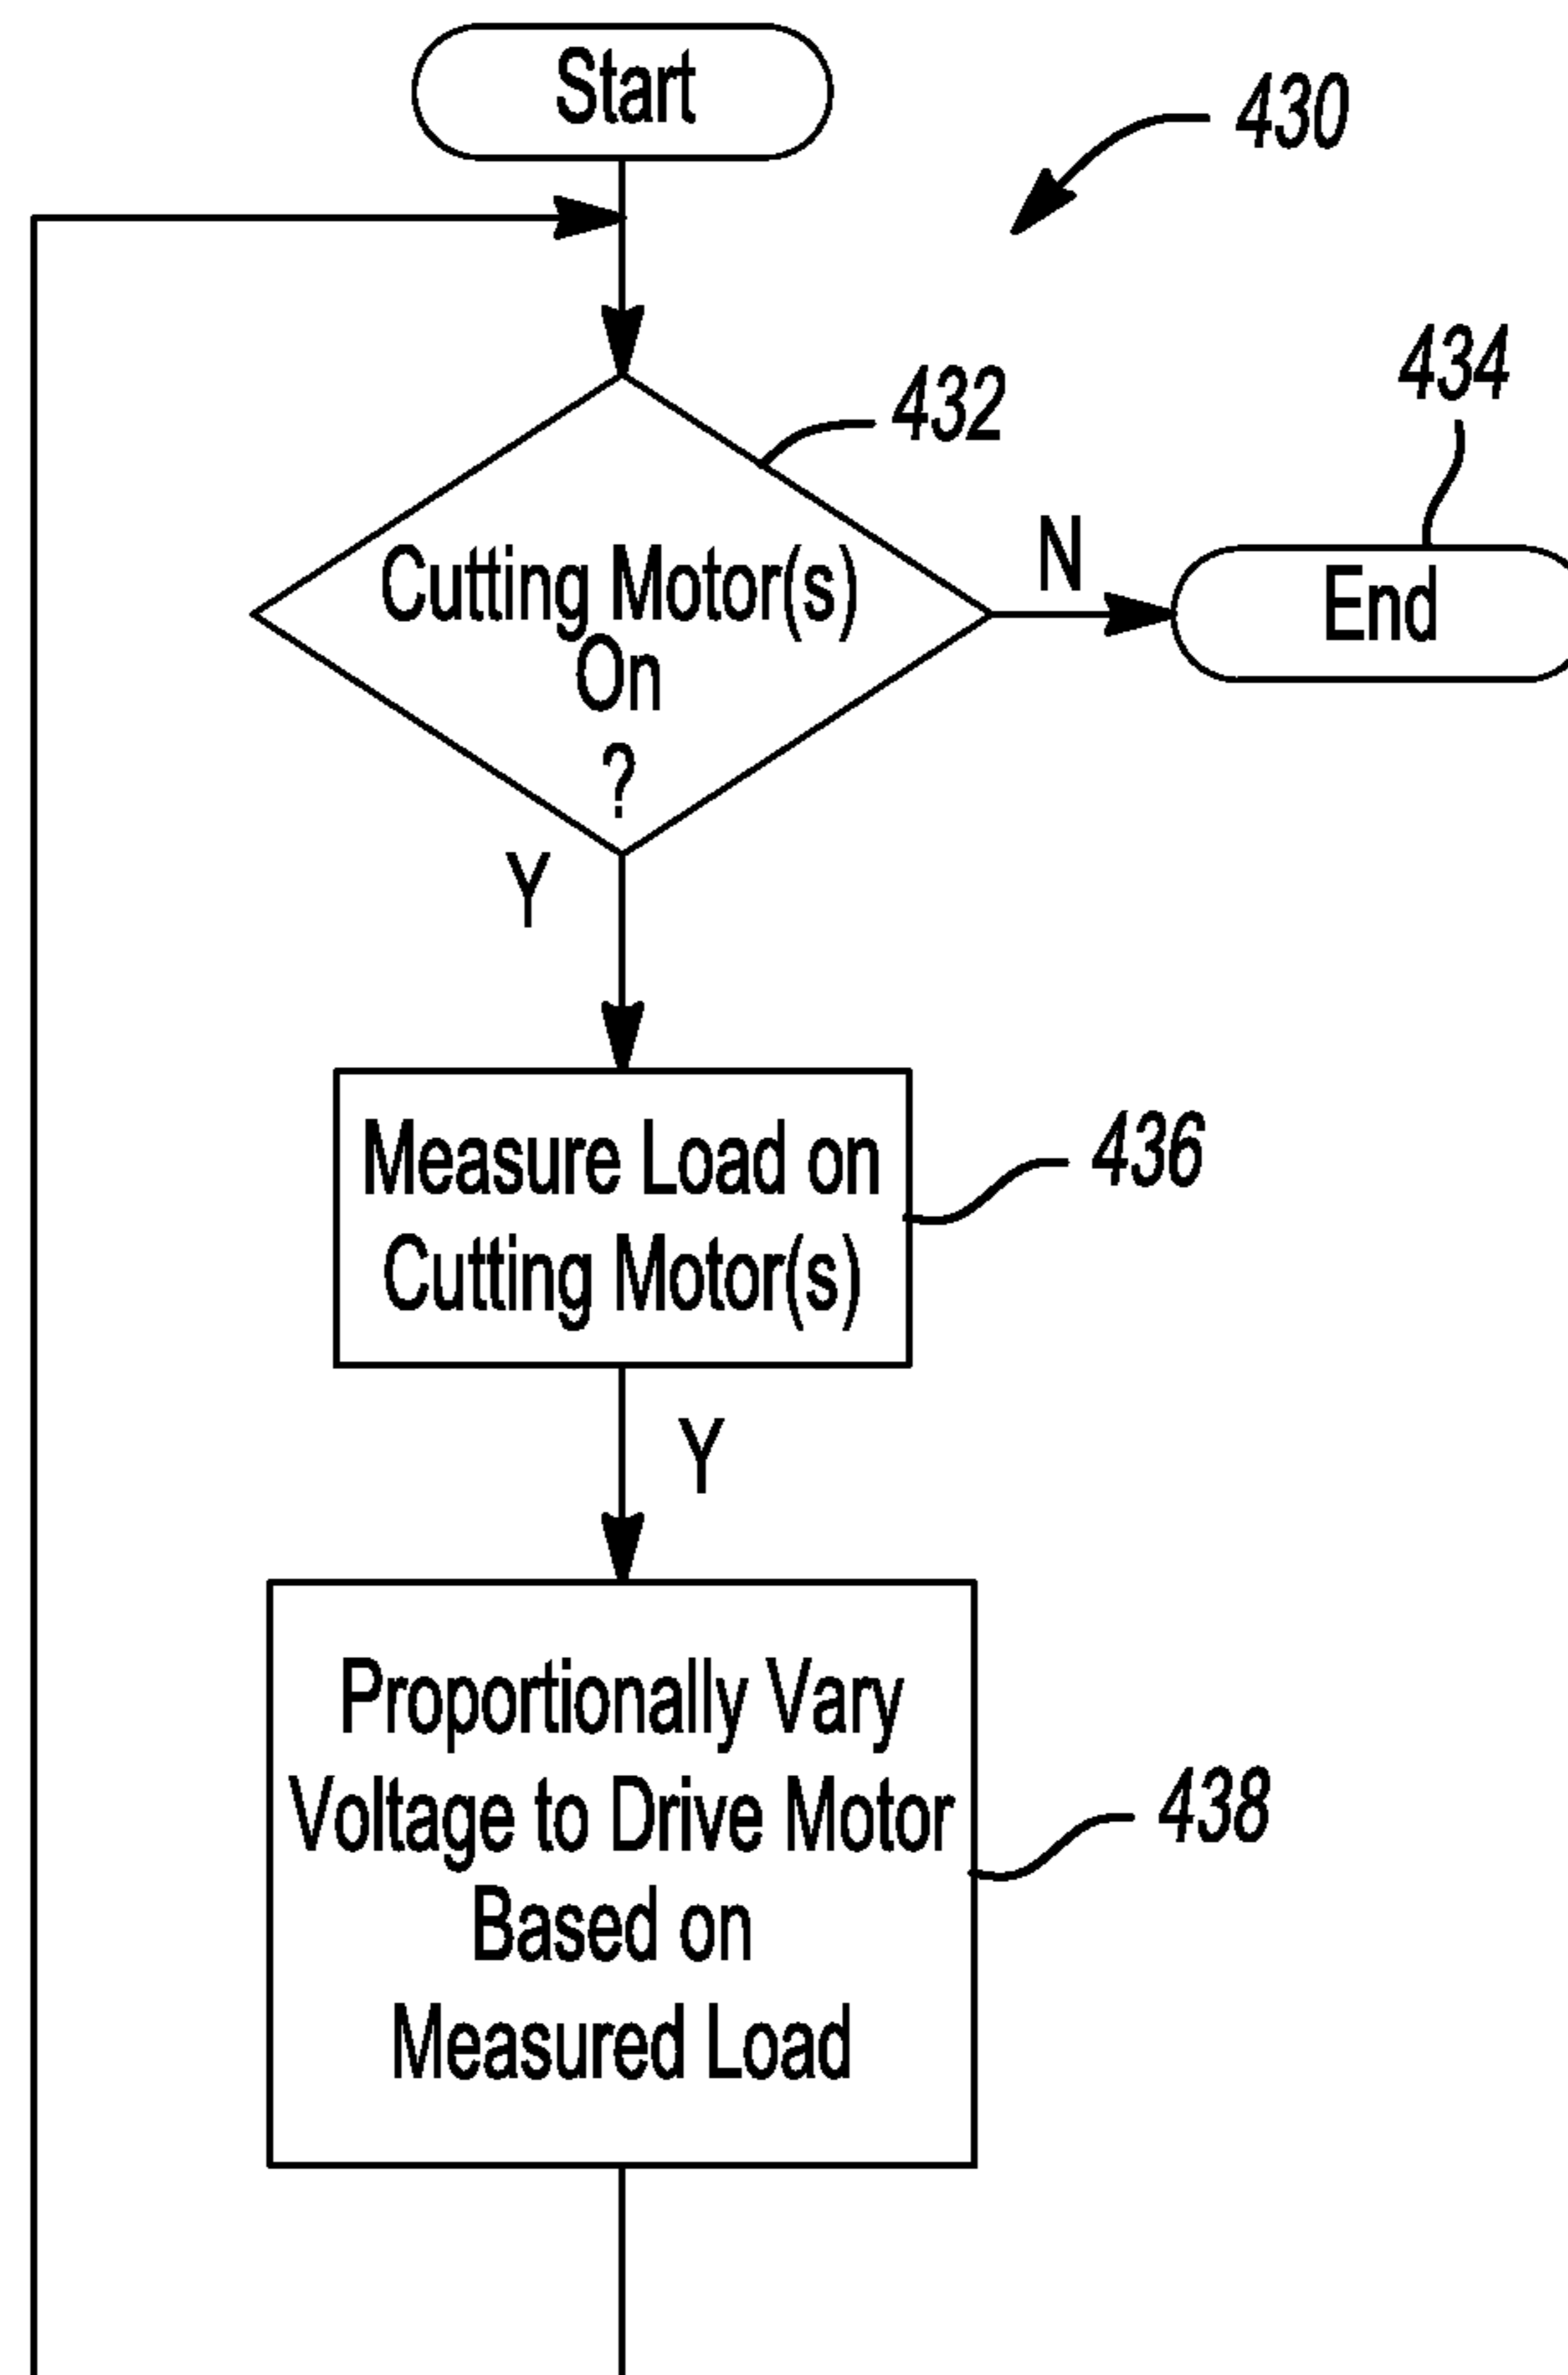 Start
430
432
434
Cutting Motor(s)
On
?
N
End
Y
Measure Load on
Cutting Motor(s)
436
Y
Proportionally Vary
Voltage to Drive Motor
Based on
Measured Load
438